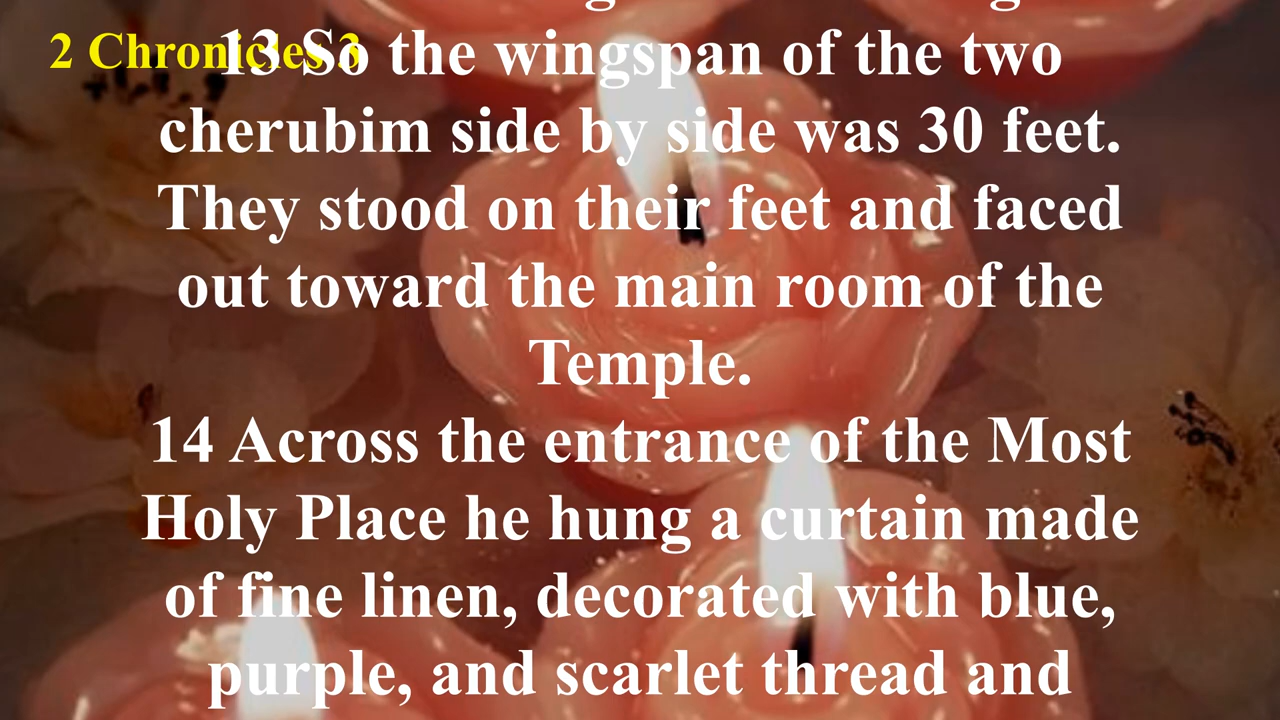 2 Chronicles 3
13 So the wingspan of the two
cherubim side by side was 30 feet.
They stood on their feet and faced
out toward the main room of the
Temple.
14 Across the entrance of the Most
Holy Place he hung a curtain made
of fine linen, decorated with blue,
purple, and scarlet thread and